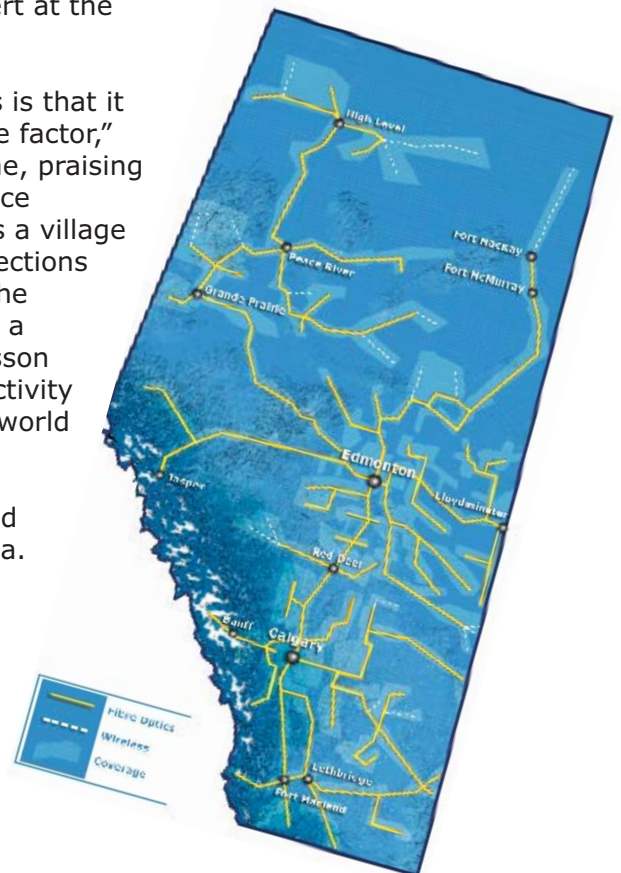 ert at the
s is that it
e factor,”
ne, praising
ce
s a village
ections
he
a
sson
ctivity
world
d
a.
High Level
Fort MacKay
Peace River
Fort McMurray
Grande Prairie
Edmonton
Jasper
Lloydminster
Red Deer
Banff
Calgary
Lethbridge
Fort Macleod
Fibre Optics
Wireless
Coverage